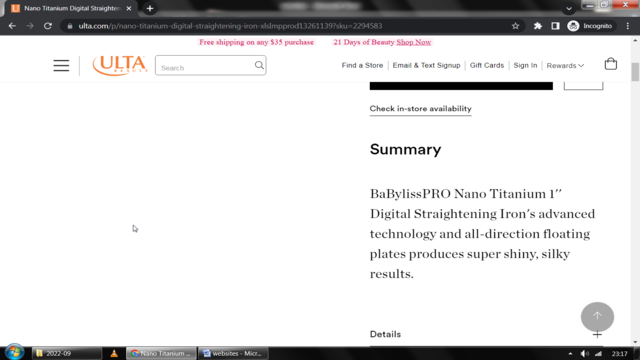 Nano Titanium Digital Straighten
ulta.com/p/nano-titanium-digital-straightening-iron-xlslmpprod13261139?sku=2294583
Incognito
Free shipping on any $35 purchase 21 Days of Beauty Shop Now
ULTA
BEAUTY
Search
Find a Store
Email & Text Signup
Gift Cards
Sign In
Rewards
Check in-store availability
Summary
BaBylissPRO Nano Titanium 1''
Digital Straightening Iron's advanced
technology and all-direction floating
plates produces super shiny, silky
results.
Details
2022-09
Nano Titanium ...
websites - Micr...
23:17